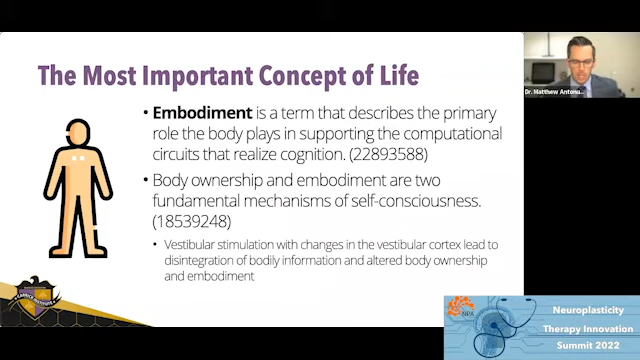 The Most Important Concept of Life
• Embodiment is a term that describes the primary
role the body plays in supporting the computational
circuits that realize cognition. (22893588)
• Body ownership and embodiment are two
fundamental mechanisms of self-consciousness.
(18539248)
• Vestibular stimulation with changes in the vestibular cortex lead to
disintegration of bodily information and altered body ownership
and embodiment
Dr. Matthew Antonu...
CARRICK INSTITUTE
NPA
Neuroplasticity
Therapy Innovation
Summit 2022